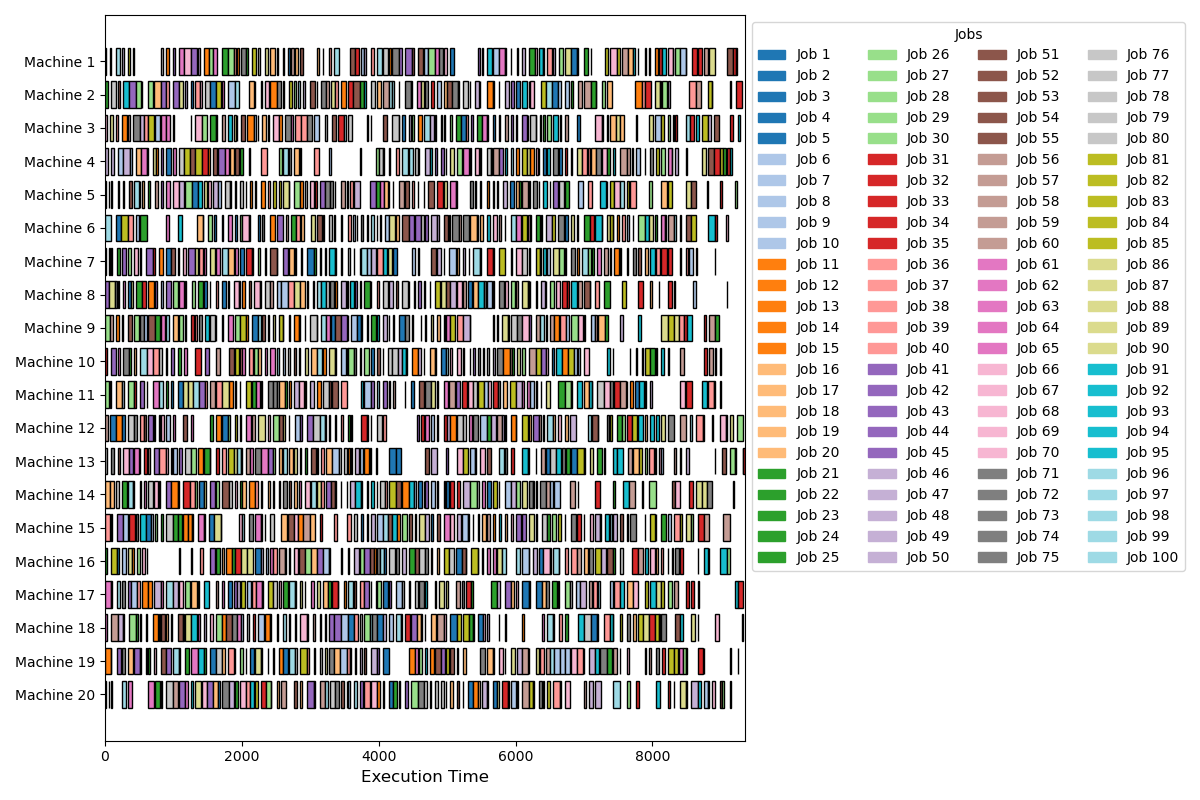 Machine 1
Machine 2
Machine 3
Machine 4
Machine 5
Machine 6
Machine 7
Machine 8
Machine 9
Machine 10
Machine 11
Machine 12
Machine 13
Machine 14
Machine 15
Machine 16
Machine 17
Machine 18
Machine 19
Machine 20
0 2000 4000 6000 8000
Execution Time
Jobs
Job 1 Job 26 Job 51 Job 76
Job 2 Job 27 Job 52 Job 77
Job 3 Job 28 Job 53 Job 78
Job 4 Job 29 Job 54 Job 79
Job 5 Job 30 Job 55 Job 80
Job 6 Job 31 Job 56 Job 81
Job 7 Job 32 Job 57 Job 82
Job 8 Job 33 Job 58 Job 83
Job 9 Job 34 Job 59 Job 84
Job 10 Job 35 Job 60 Job 85
Job 11 Job 36 Job 61 Job 86
Job 12 Job 37 Job 62 Job 87
Job 13 Job 38 Job 63 Job 88
Job 14 Job 39 Job 64 Job 89
Job 15 Job 40 Job 65 Job 90
Job 16 Job 41 Job 66 Job 91
Job 17 Job 42 Job 67 Job 92
Job 18 Job 43 Job 68 Job 93
Job 19 Job 44 Job 69 Job 94
Job 20 Job 45 Job 70 Job 95
Job 21 Job 46 Job 71 Job 96
Job 22 Job 47 Job 72 Job 97
Job 23 Job 48 Job 73 Job 98
Job 24 Job 49 Job 74 Job 99
Job 25 Job 50 Job 75 Job 100